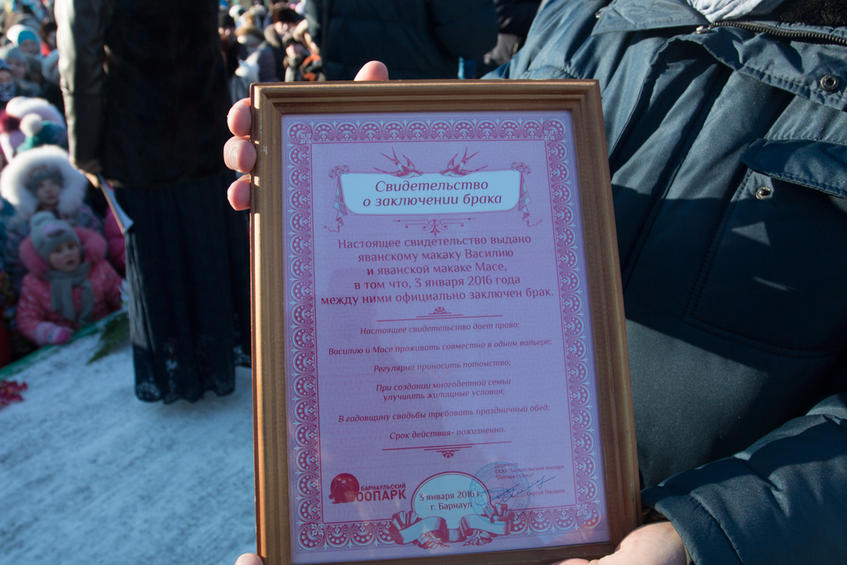 Свидетельство
о заключении брака
Настоящее свидетельство выдано
яванскому макаку Василию
и яванской макаке Масе,
в том что, 3 января 2016 года
между ними официально заключен брак.
Настоящее свидетельство дает право:
Василию и Масе проживать совместно в одном вольере;
Регулярно приносить потомство;
При создании многодетной семьи
улучшить жилищные условия;
В годовщину свадьбы требовать праздничный обед;
Срок действия- пожизненно.
БАРНАУЛЬСКИЙ
ЗООПАРК
3 января 2016 г.
г. Барнаул
Директор